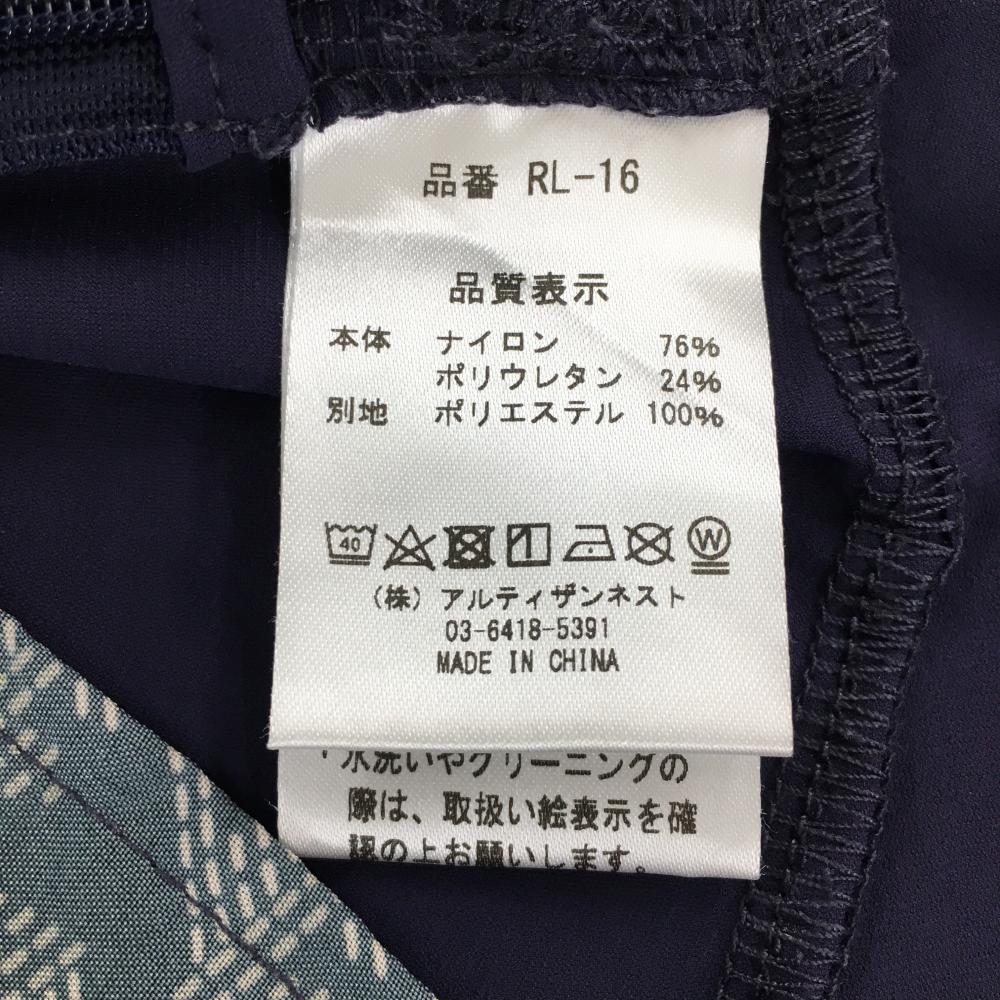 品番 RL-16
品質表示
本体 ナイロン 76%
ポリウレタン 24%
別地 ポリエステル 100%
40 W
(株) アルティザンネスト
03-6418-5391
MADE IN CHINA
・水洗いやクリーニングの
際は、取扱い絵表示を確
認の上お願いします。